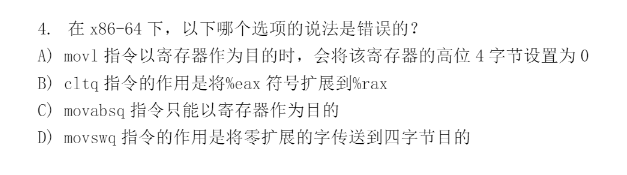 4. 在 x86-64 下，以下哪个选项的说法是错误的？
A) movl 指令以寄存器作为目的时，会将该寄存器的高位 4 字节设置为 0
B) cltq 指令的作用是将%eax 符号扩展到%rax
C) movabsq 指令只能以寄存器作为目的
D) movswq 指令的作用是将零扩展的字传送到四字节目的